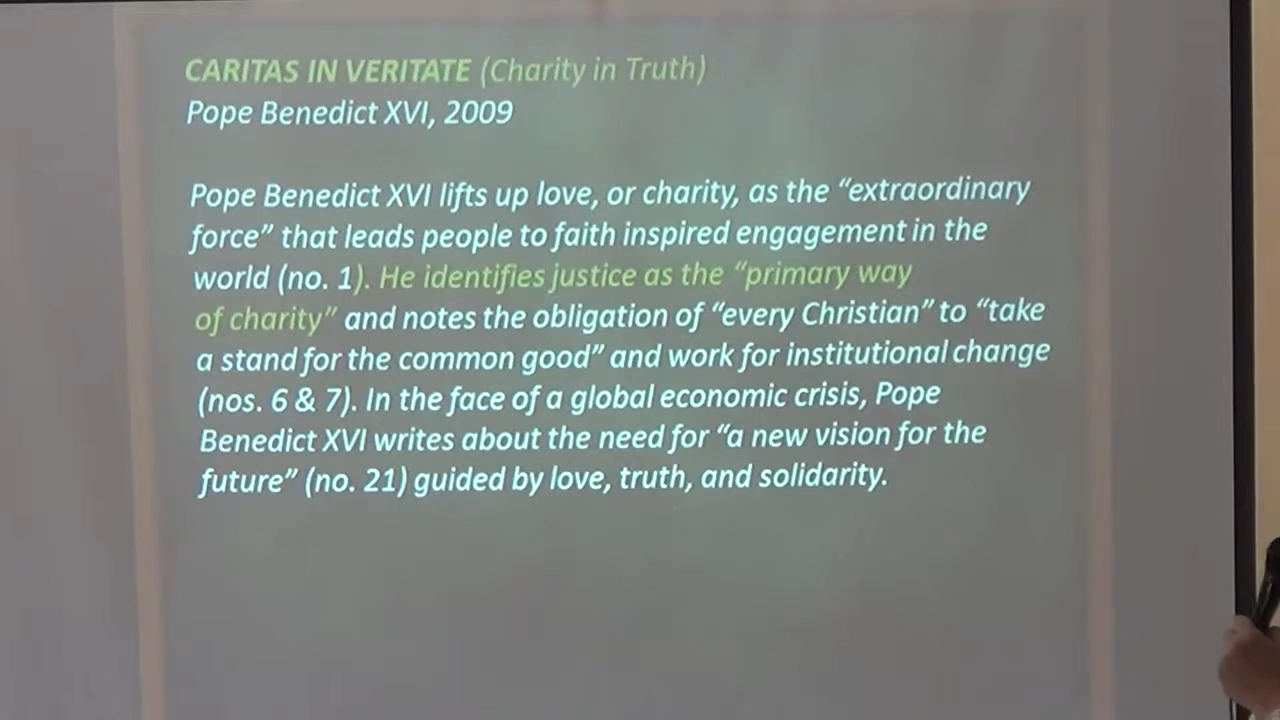 CARITAS IN VERITATE (Charity in Truth)
Pope Benedict XVI, 2009
Pope Benedict XVI lifts up love, or charity, as the “extraordinary
force” that leads people to faith inspired engagement in the
world (no. 1). He identifies justice as the “primary way
of charity” and notes the obligation of “every Christian” to “take
a stand for the common good” and work for institutional change
(nos. 6 & 7). In the face of a global economic crisis, Pope
Benedict XVI writes about the need for “a new vision for the
future” (no. 21) guided by love, truth, and solidarity.